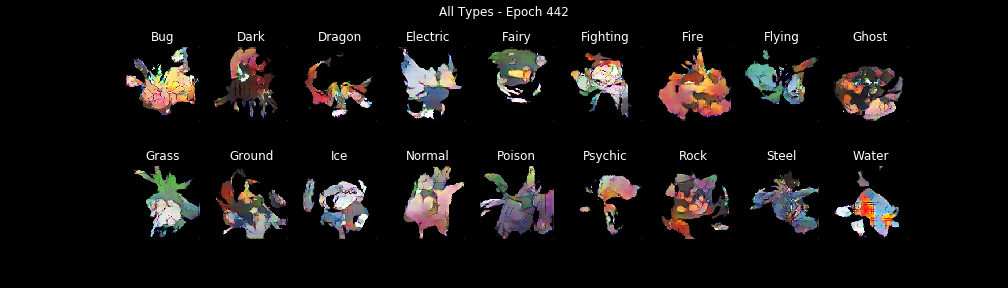 All Types - Epoch 442
Bug Dark Dragon Electric Fairy Fighting Fire Flying Ghost
Grass Ground Ice Normal Poison Psychic Rock Steel Water